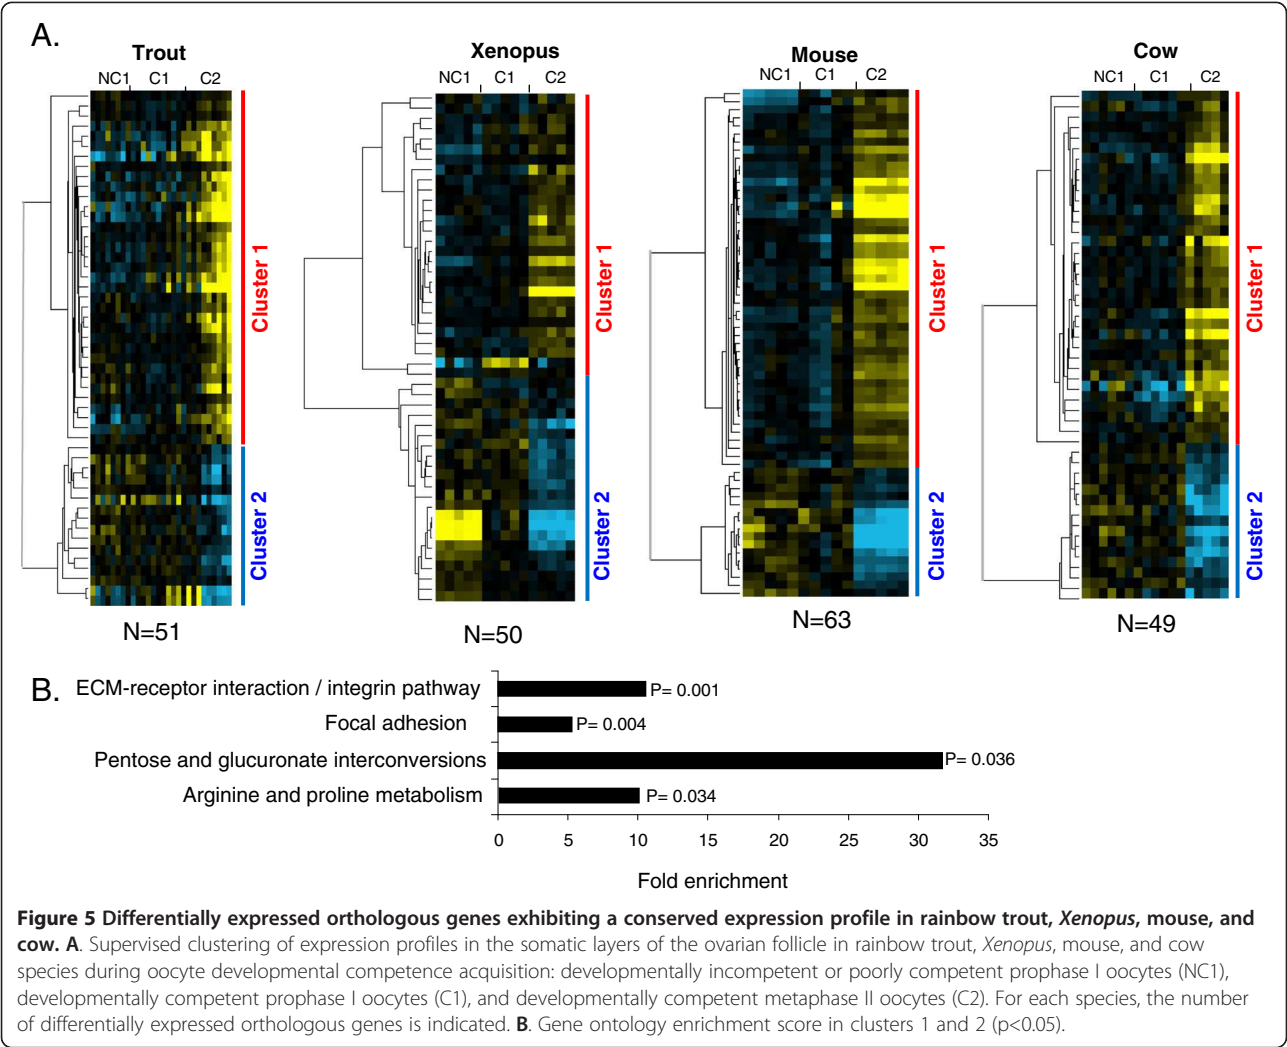 A.
Trout
NC1 C1 C2
Cluster 1
Cluster 2
N=51
Xenopus
NC1 C1 C2
Cluster 1
Cluster 2
N=50
Mouse
NC1 C1 C2
Cluster 1
Cluster 2
N=63
Cow
NC1 C1 C2
Cluster 1
Cluster 2
N=49
B.
ECM-receptor interaction / integrin pathway P= 0.001
Focal adhesion P= 0.004
Pentose and glucuronate interconversions P= 0.036
Arginine and proline metabolism P= 0.034
0 5 10 15 20 25 30 35
Fold enrichment
Figure 5 Differentially expressed orthologous genes exhibiting a conserved expression profile in rainbow trout, Xenopus, mouse, and
cow. A. Supervised clustering of expression profiles in the somatic layers of the ovarian follicle in rainbow trout, Xenopus, mouse, and cow
species during oocyte developmental competence acquisition: developmentally incompetent or poorly competent prophase I oocytes (NC1),
developmentally competent prophase I oocytes (C1), and developmentally competent metaphase II oocytes (C2). For each species, the number
of differentially expressed orthologous genes is indicated. B. Gene ontology enrichment score in clusters 1 and 2 (p<0.05).